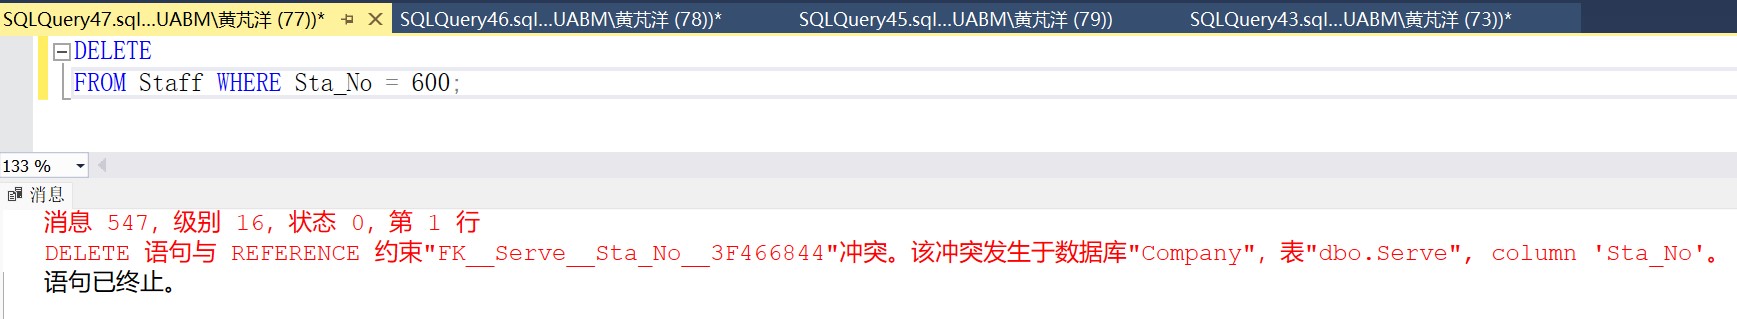 SQLQuery47.sql...UABM\黄芃洋 (77))* SQLQuery46.sql...UABM\黄芃洋 (78))* SQLQuery45.sql...UABM\黄芃洋 (79)) SQLQuery43.sql...UABM\黄芃洋 (73))*
DELETE
FROM Staff WHERE Sta_No = 600;
133 %
消息
消息 547，级别 16，状态 0，第 1 行
DELETE 语句与 REFERENCE 约束"FK__Serve__Sta_No__3F466844"冲突。该冲突发生于数据库"Company"，表"dbo.Serve", column 'Sta_No'。
语句已终止。